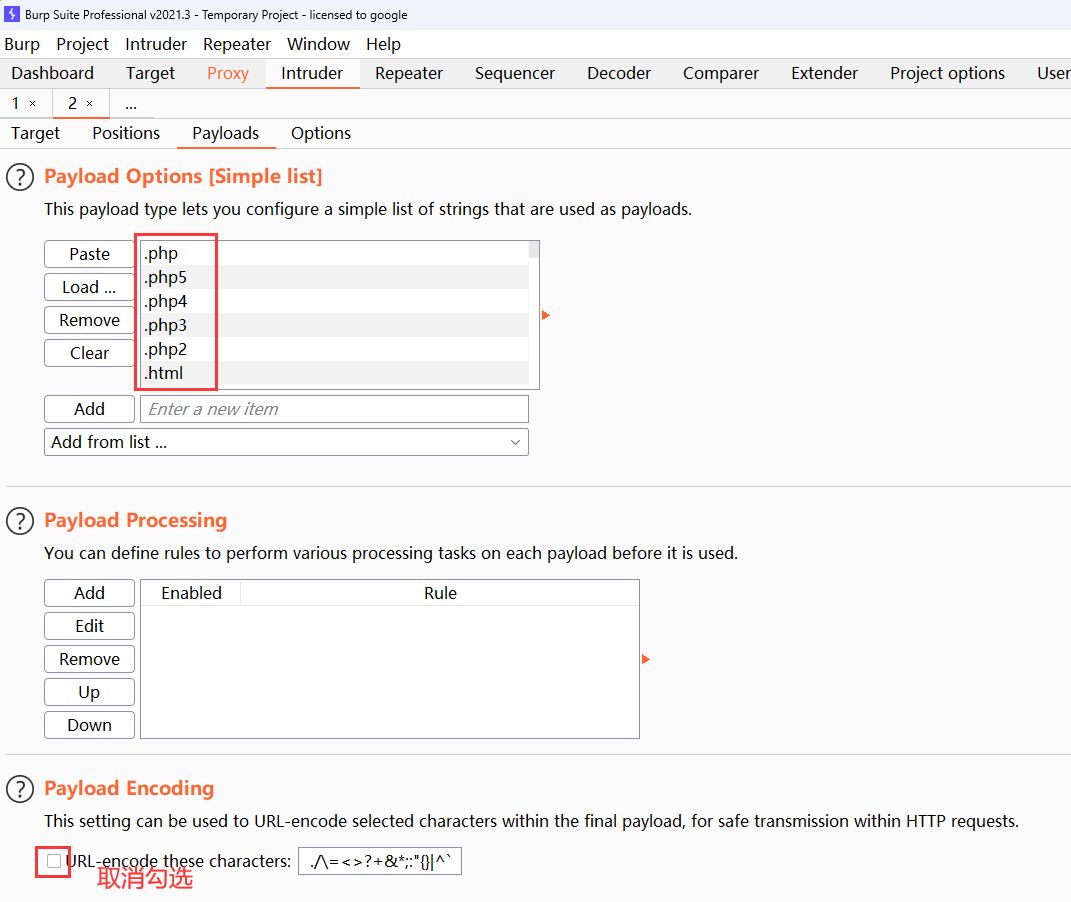 Burp Suite Professional v2021.3 - Temporary Project - licensed to google
Burp Project Intruder Repeater Window Help
Dashboard Target Proxy Intruder Repeater Sequencer Decoder Comparer Extender Project options User
1 × 2 × ...
Target Positions Payloads Options
? Payload Options [Simple list]
This payload type lets you configure a simple list of strings that are used as payloads.
Paste .php
.php5
Load ... .php4
Remove .php3
.php2
Clear .html
Add Enter a new item
Add from list ...
? Payload Processing
You can define rules to perform various processing tasks on each payload before it is used.
Add Enabled Rule
Edit
Remove
Up
Down
? Payload Encoding
This setting can be used to URL-encode selected characters within the final payload, for safe transmission within HTTP requests.
URL-encode these characters: ./\=<>?+&*;:"{}|^`
取消勾选